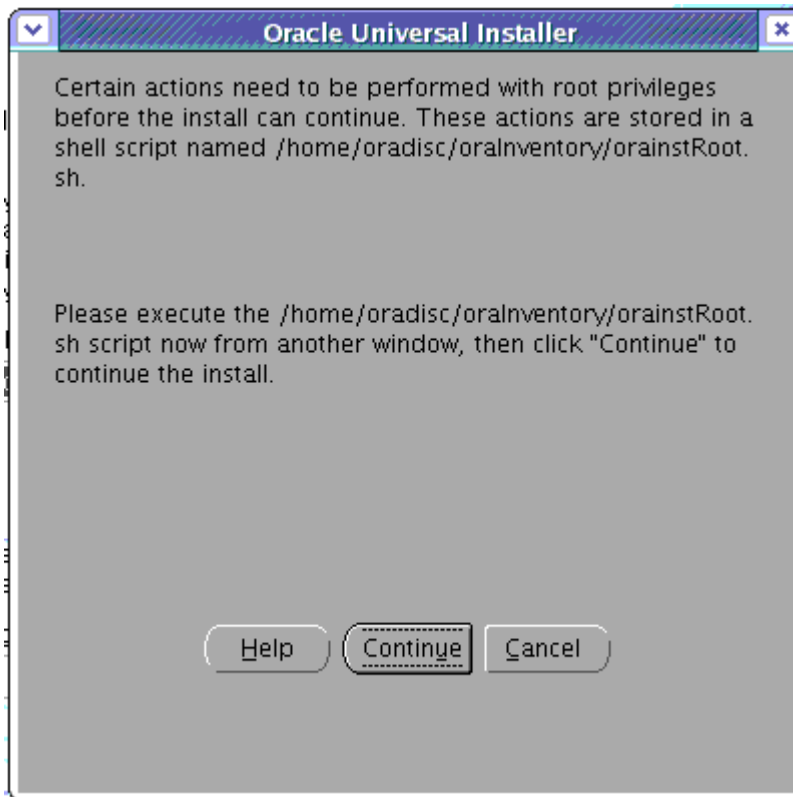 Oracle Universal Installer
Certain actions need to be performed with root privileges
before the install can continue. These actions are stored in a
shell script named /home/oradisc/oraInventory/orainstRoot.
sh.
Please execute the /home/oradisc/oraInventory/orainstRoot.
sh script now from another window, then click "Continue" to
continue the install.
Help Continue Cancel